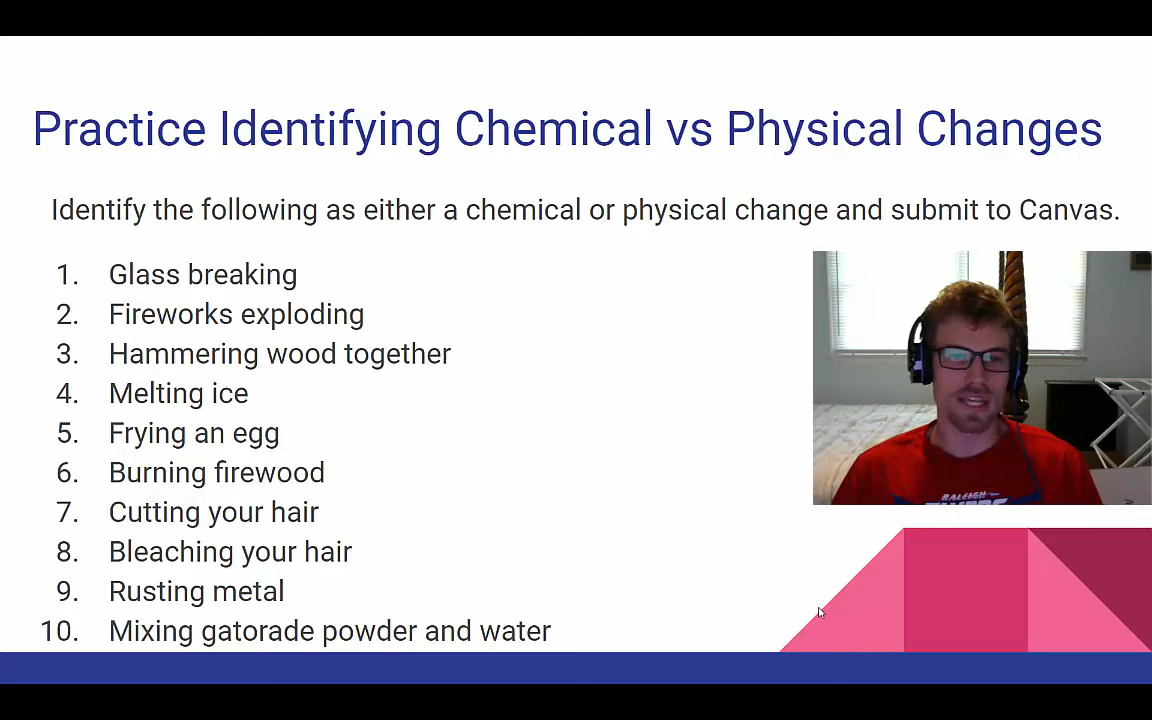 Practice Identifying Chemical vs Physical Changes
Identify the following as either a chemical or physical change and submit to Canvas.
1. Glass breaking
2. Fireworks exploding
3. Hammering wood together
4. Melting ice
5. Frying an egg
6. Burning firewood
7. Cutting your hair
8. Bleaching your hair
9. Rusting metal
10. Mixing gatorade powder and water
RALEIGH